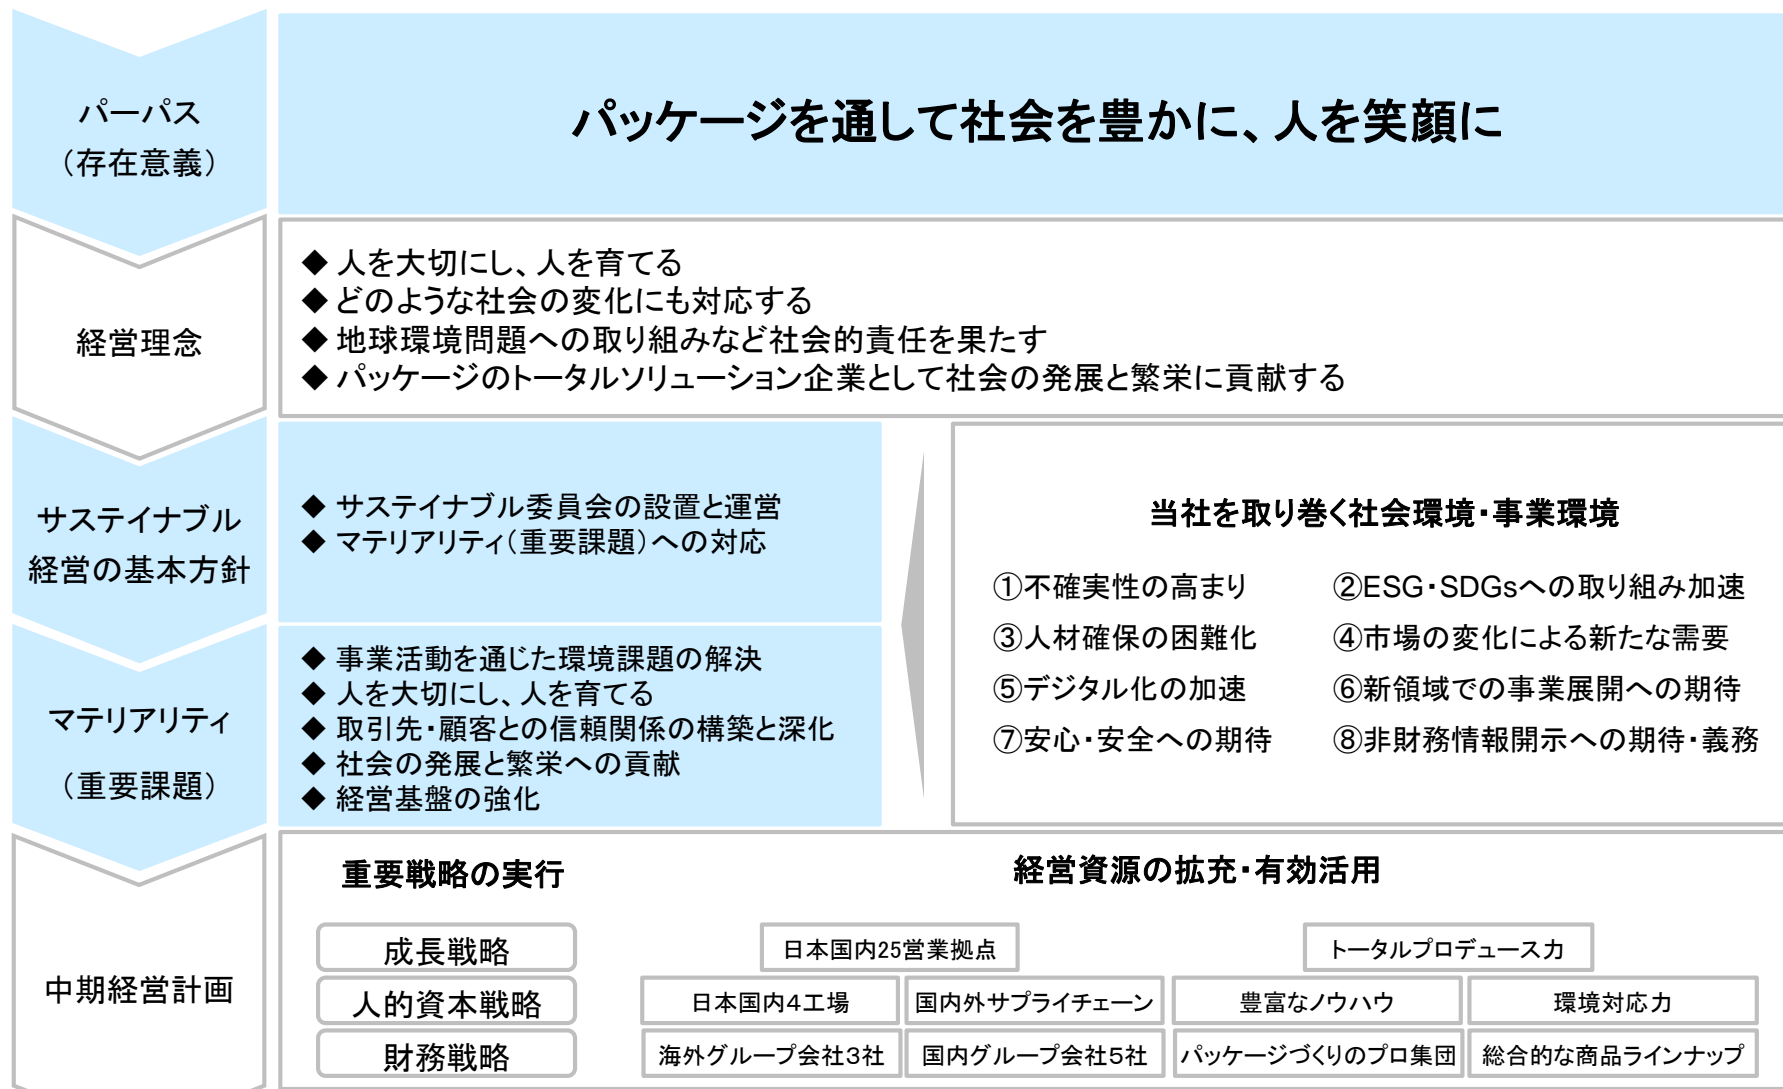 パーパス
（存在意義）
パッケージを通して社会を豊かに、人を笑顔に
経営理念
◆ 人を大切にし、人を育てる
◆ どのような社会の変化にも対応する
◆ 地球環境問題への取り組みなど社会的責任を果たす
◆ パッケージのトータルソリューション企業として社会の発展と繁栄に貢献する
サステイナブル
経営の基本方針
◆ サステイナブル委員会の設置と運営
◆ マテリアリティ（重要課題）への対応
マテリアリティ
（重要課題）
◆ 事業活動を通じた環境課題の解決
◆ 人を大切にし、人を育てる
◆ 取引先・顧客との信頼関係の構築と深化
◆ 社会の発展と繁栄への貢献
◆ 経営基盤の強化
当社を取り巻く社会環境・事業環境
①不確実性の高まり
②ESG・SDGsへの取り組み加速
③人材確保の困難化
④市場の変化による新たな需要
⑤デジタル化の加速
⑥新領域での事業展開への期待
⑦安心・安全への期待
⑧非財務情報開示への期待・義務
中期経営計画
重要戦略の実行
成長戦略
人的資本戦略
財務戦略
経営資源の拡充・有効活用
日本国内25営業拠点
トータルプロデュース力
日本国内4工場
国内外サプライチェーン
豊富なノウハウ
環境対応力
海外グループ会社3社
国内グループ会社5社
パッケージづくりのプロ集団
総合的な商品ラインナップ